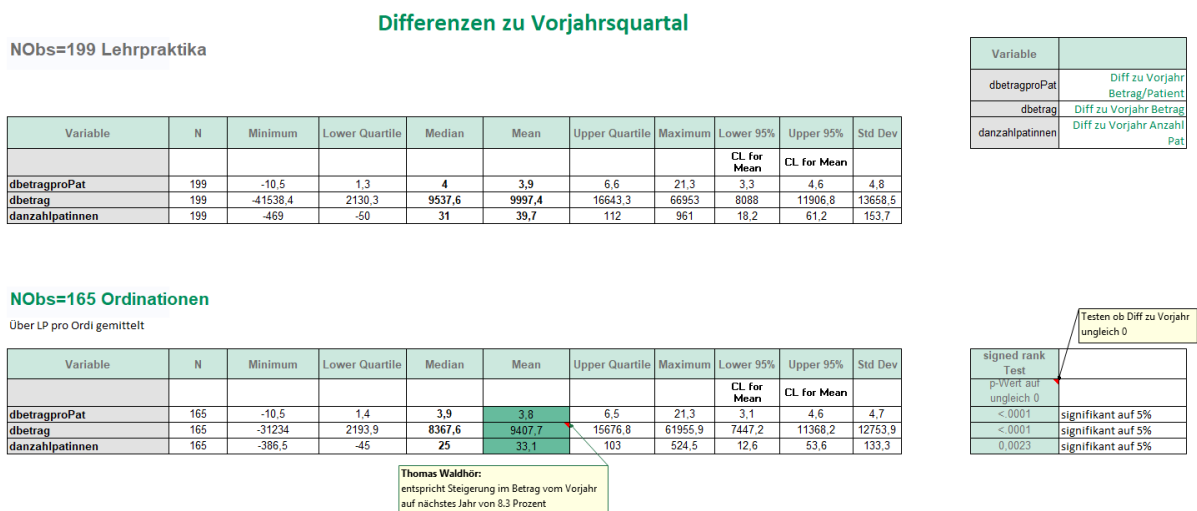 Differenzen zu Vorjahrsquartal
NObs=199 Lehrpraktika
Variable
dbetragproPat Diff zu Vorjahr Betrag/Patient
dbetrag Diff zu Vorjahr Betrag
danzahlpatinnen Diff zu Vorjahr Anzahl Pat
Variable N Minimum Lower Quartile Median Mean Upper Quartile Maximum Lower 95% Upper 95% Std Dev
CL for Mean CL for Mean
dbetragproPat 199 -10,5 1,3 4 3,9 6,6 21,3 3,3 4,6 4,8
dbetrag 199 -41538,4 2130,3 9537,6 9997,4 16643,3 66953 8088 11906,8 13658,5
danzahlpatinnen 199 -469 -50 31 39,7 112 961 18,2 61,2 153,7
NObs=165 Ordinationen
Über LP pro Ordi gemittelt
Testen ob Diff zu Vorjahr
ungleich 0
Variable N Minimum Lower Quartile Median Mean Upper Quartile Maximum Lower 95% Upper 95% Std Dev
CL for Mean CL for Mean
dbetragproPat 165 -10,5 1,4 3,9 3,8 6,5 21,3 3,1 4,6 4,7
dbetrag 165 -31234 2193,9 8367,6 9407,7 15676,8 61955,9 7447,2 11368,2 12753,9
danzahlpatinnen 165 -386,5 -45 25 33,1 103 524,5 12,6 53,6 133,3
signed rank Test
p-Wert auf ungleich 0
<.0001 signifikant auf 5%
<.0001 signifikant auf 5%
0,0023 signifikant auf 5%
Thomas Waldhör:
entspricht Steigerung im Betrag vom Vorjahr
auf nächstes Jahr von 8.3 Prozent